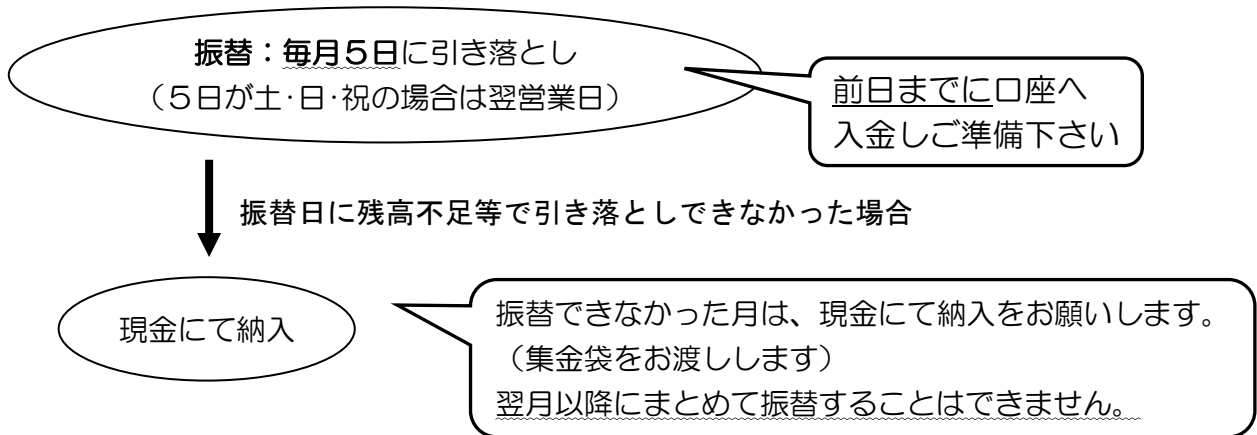 振替：毎月５日に引き落とし
（５日が土･日･祝の場合は翌営業日）
前日までに口座へ
入金しご準備下さい
振替日に残高不足等で引き落としできなかった場合
現金にて納入
振替できなかった月は、現金にて納入をお願いします。
（集金袋をお渡しします）
翌月以降にまとめて振替することはできません。